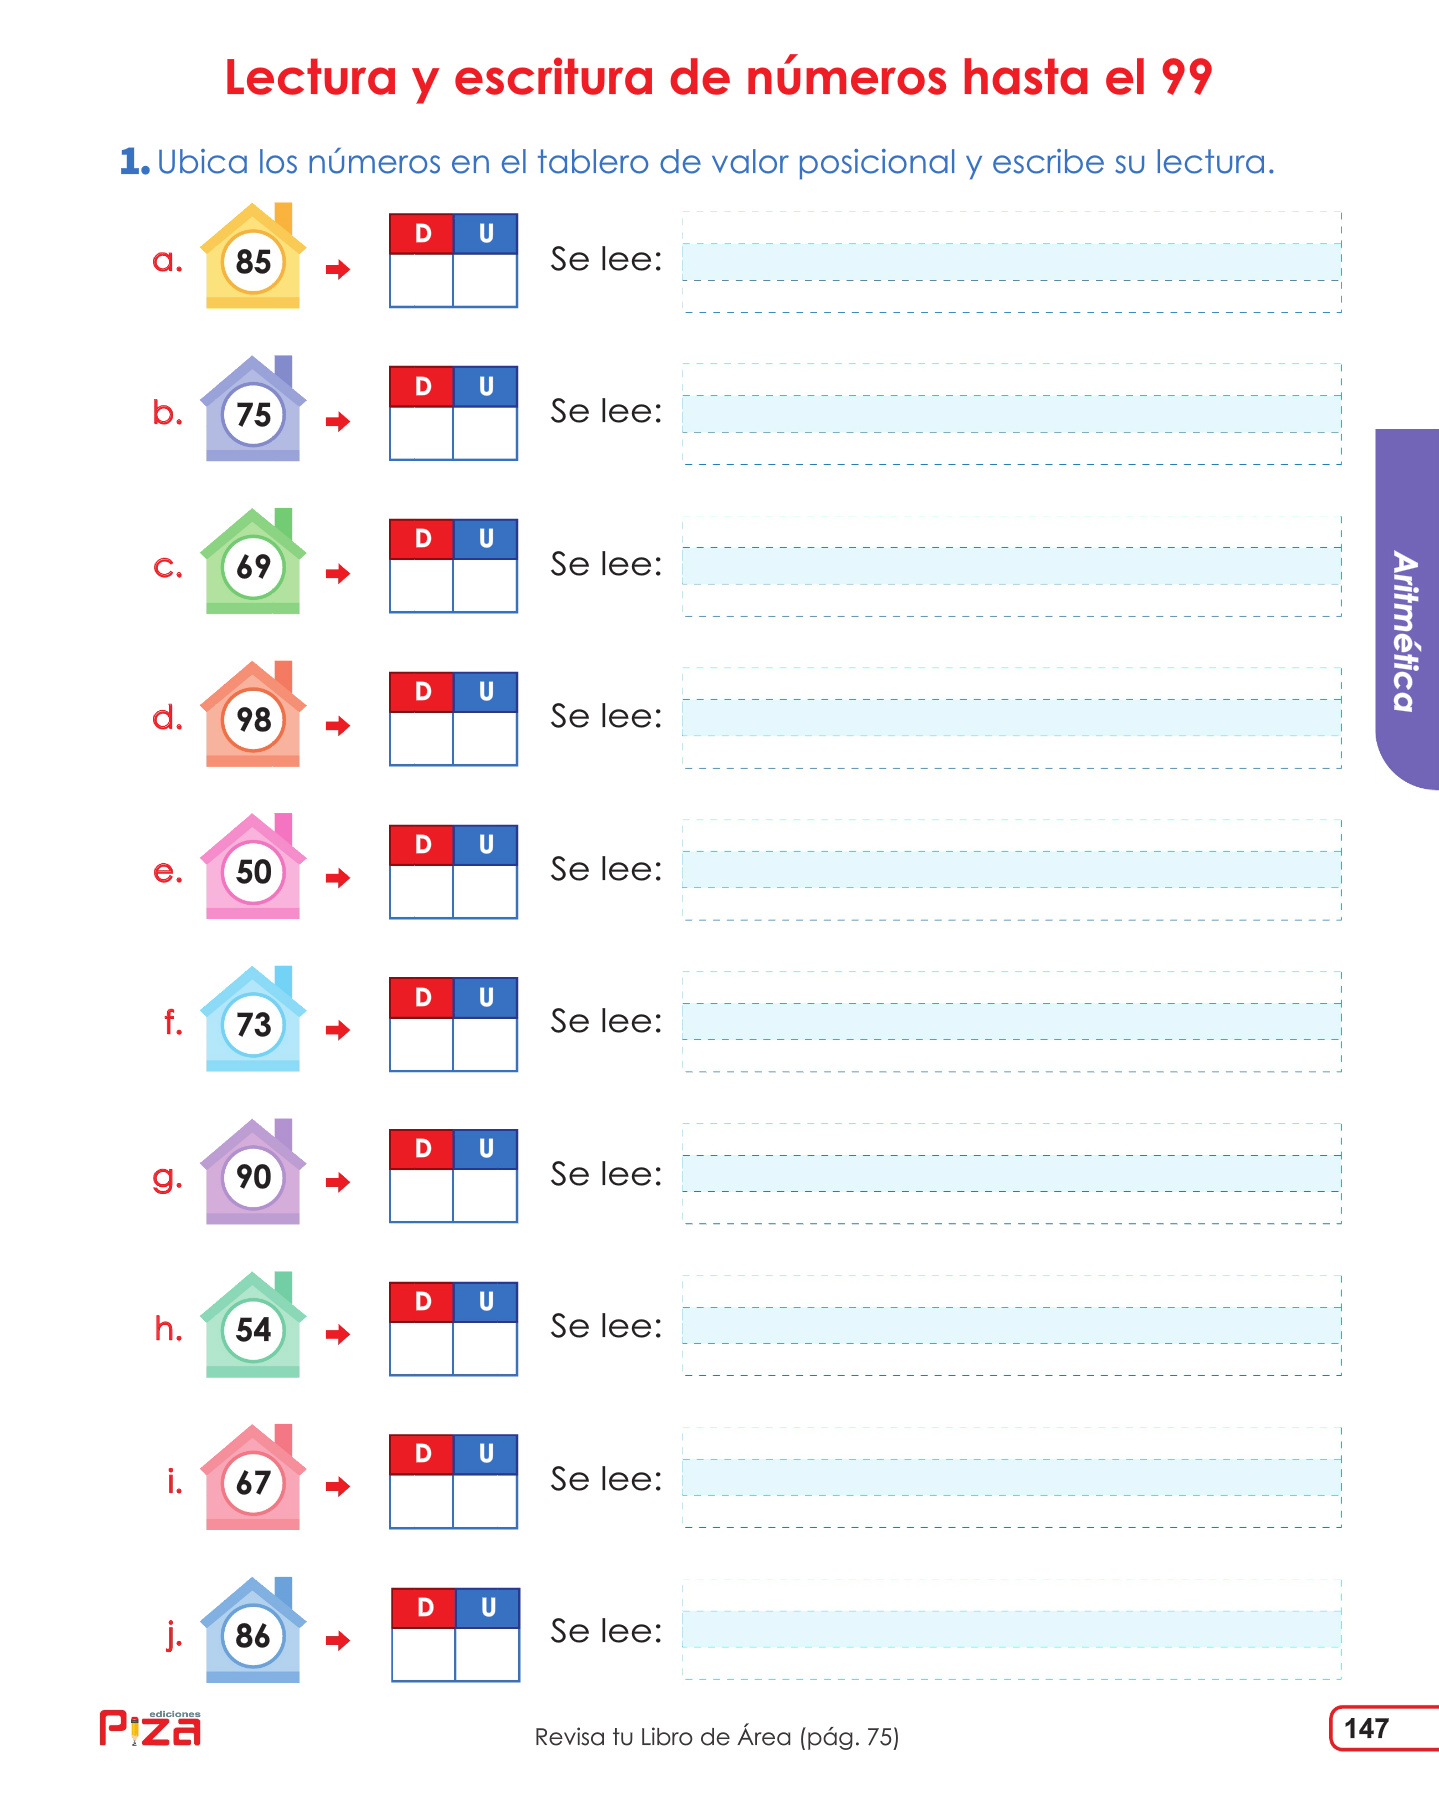 Lectura y escritura de números hasta el 99
1. Ubica los números en el tablero de valor posicional y escribe su lectura.
a. 85 D U Se lee:
b. 75 D U Se lee:
c. 69 D U Se lee:
d. 98 D U Se lee:
e. 50 D U Se lee:
f. 73 D U Se lee:
g. 90 D U Se lee:
h. 54 D U Se lee:
i. 67 D U Se lee:
j. 86 D U Se lee:
Aritmética
ediciones
Piza
Revisa tu Libro de Área (pág. 75)
147